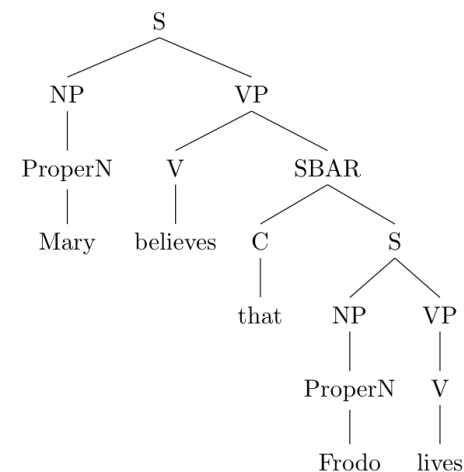 S
NP VP
ProperN V SBAR
Mary believes C S
that NP VP
ProperN V
Frodo lives